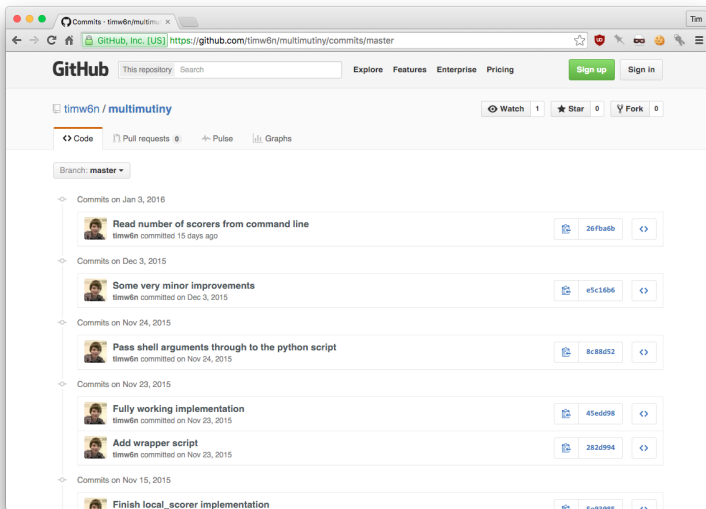 Commits · timw6n/multimut
Tim
GitHub, Inc. [US] https://github.com/timw6n/multimutiny/commits/master
GitHub This repository Search Explore Features Enterprise Pricing Sign up Sign in
timw6n / multimutiny Watch 1 Star 0 Fork 0
Code Pull requests 0 Pulse Graphs
Branch: master
Commits on Jan 3, 2016
Read number of scorers from command line
timw6n committed 15 days ago
26fba6b
Commits on Dec 3, 2015
Some very minor improvements
timw6n committed on Dec 3, 2015
e5c16b6
Commits on Nov 24, 2015
Pass shell arguments through to the python script
timw6n committed on Nov 24, 2015
8c88d52
Commits on Nov 23, 2015
Fully working implementation
timw6n committed on Nov 23, 2015
45edd98
Add wrapper script
timw6n committed on Nov 23, 2015
282d994
Commits on Nov 15, 2015
Finish local_scorer implementation